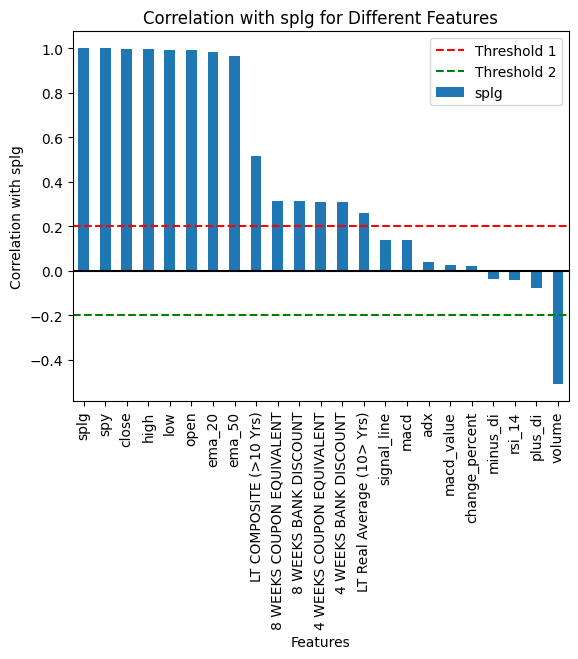 Correlation with splg for Different Features
Correlation with splg
1.0
0.8
0.6
0.4
0.2
0.0
−0.2
−0.4
Threshold 1
Threshold 2
splg
splg
spy
close
high
low
open
ema_20
ema_50
LT COMPOSITE (>10 Yrs)
8 WEEKS COUPON EQUIVALENT
8 WEEKS BANK DISCOUNT
4 WEEKS COUPON EQUIVALENT
4 WEEKS BANK DISCOUNT
LT Real Average (10> Yrs)
signal_line
macd
adx
macd_value
change_percent
minus_di
rsi_14
plus_di
volume
Features